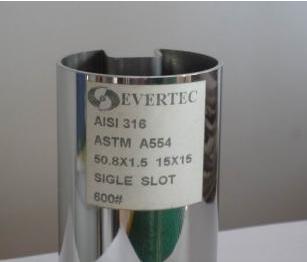 EVERTEC
AISI 316
ASTM A554
50.8X1.5 15X15
SIGLE SLOT
600#